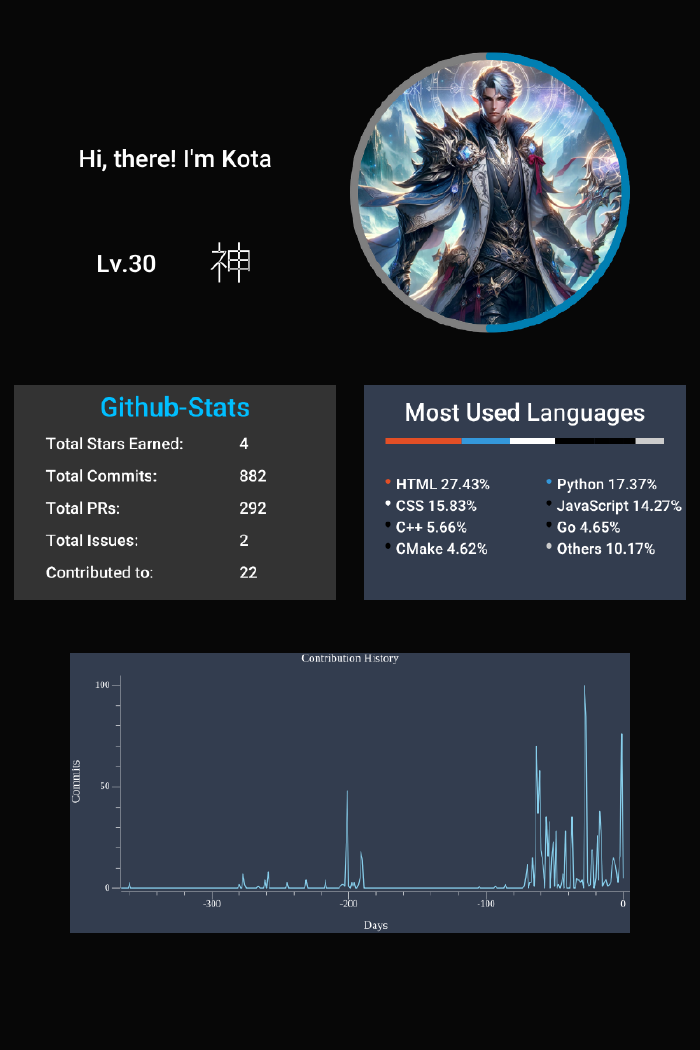 Hi, there! I'm Kota
Lv.30 神
Github-Stats
Total Stars Earned: 4
Total Commits: 882
Total PRs: 292
Total Issues: 2
Contributed to: 22
Most Used Languages
HTML 27.43% Python 17.37%
CSS 15.83% JavaScript 14.27%
C++ 5.66% Go 4.65%
CMake 4.62% Others 10.17%
Contribution History
100
50
0
Commits
-300 -200 -100 0
Days